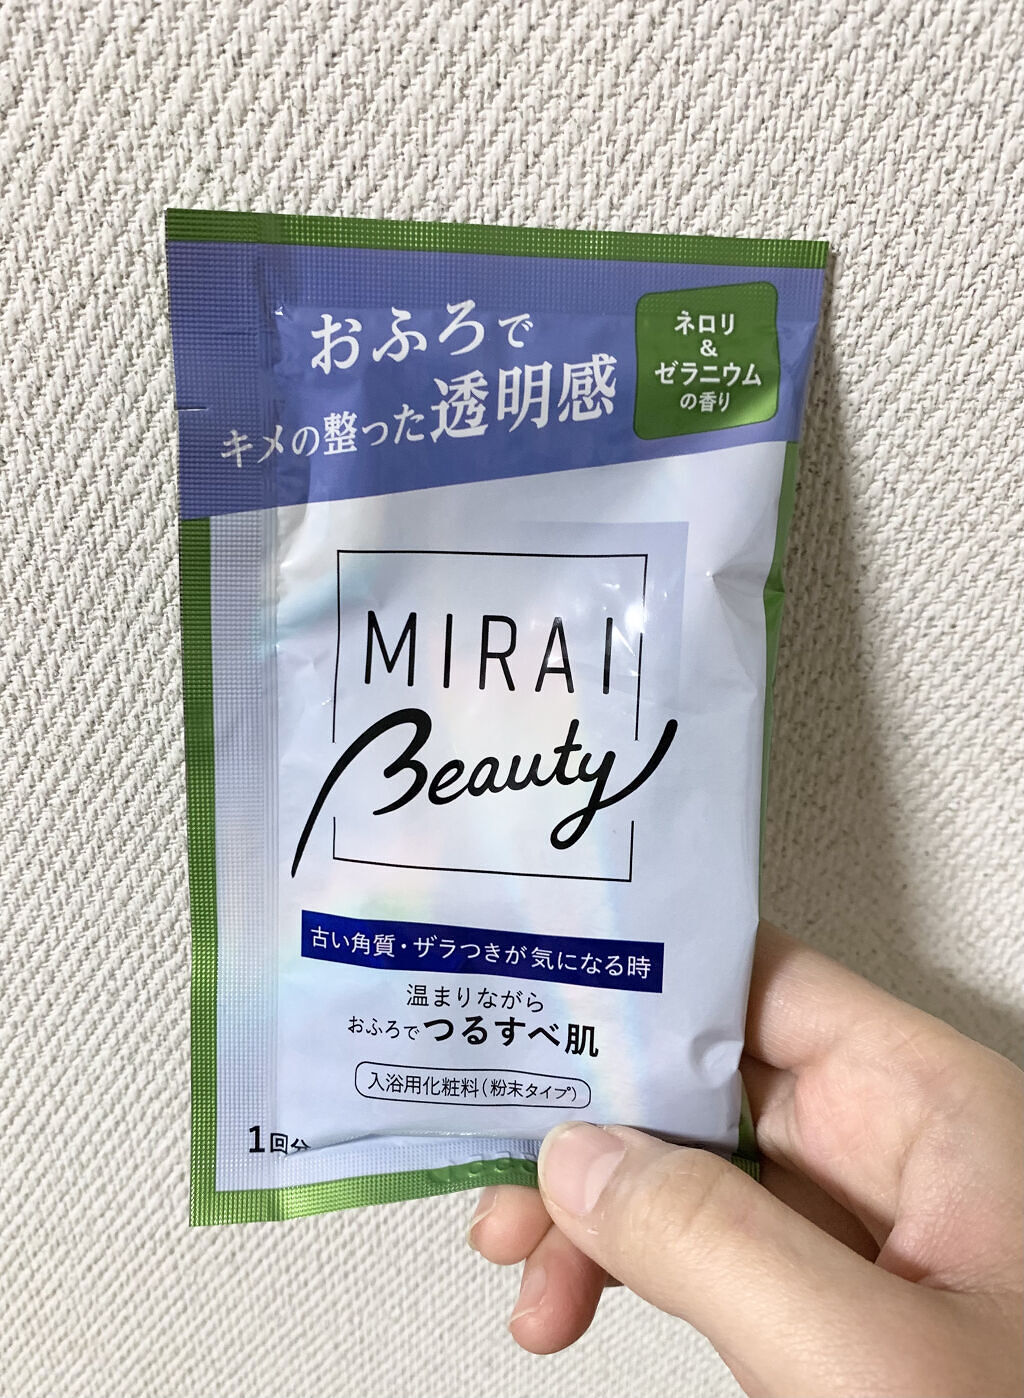 おふろで
キメの整った透明感
ネロリ
&
ゼラニウム
の香り
MIRAI
Beauty
古い角質・ザラつきが気になる時
温まりながら
おふろでつるすべ肌
入浴用化粧料(粉末タイプ)
1回分